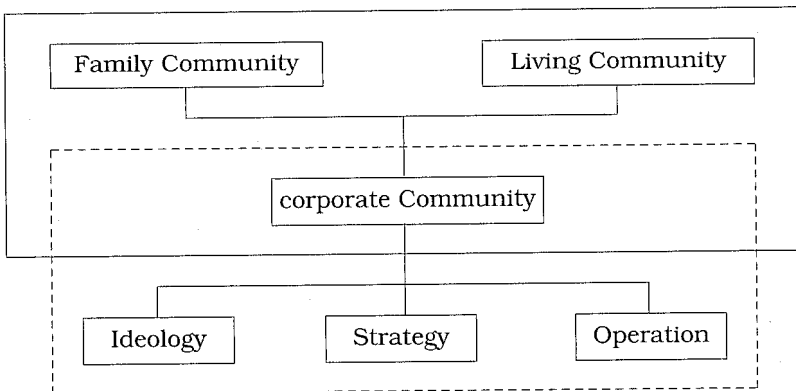 Family Community
Living Community
corporate Community
Ideology
Strategy
Operation